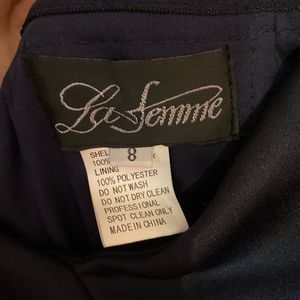 La Femme
8
SHEL
100%
LINING
100% POLYESTER
DO NOT WASH
DO NOT DRY CLEAN
PROFESSIONAL
SPOT CLEAN ONLY
MADE IN CHINA